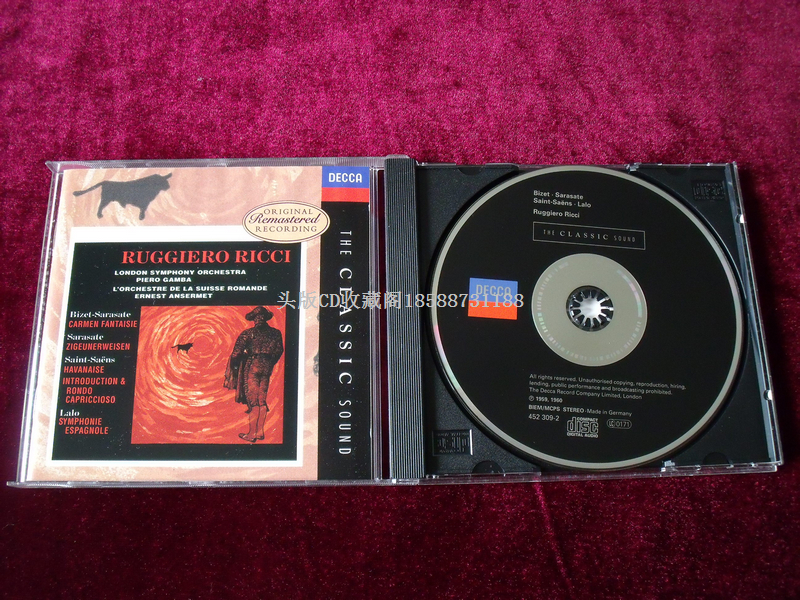 DECCA
ORIGINAL
Remastered
RECORDING
THE CLASSIC SOUND
RUGGIERO RICCI
LONDON SYMPHONY ORCHESTRA
PIERO GAMBA
L'ORCHESTRE DE LA SUISSE ROMANDE
ERNEST ANSERMET
Bizet-Sarasate
CARMEN FANTAISIE
Sarasate
ZIGEUNERWEISEN
Saint-Saëns
HAVANAISE
INTRODUCTION &
RONDO
CAPRICCIOSO
Lalo
SYMPHONIE
ESPAGNOLE
头版CD收藏阁18588731188
Bizet · Sarasate
Saint-Saëns · Lalo
Ruggiero Ricci
THE CLASSIC SOUND
DECCA
All rights reserved. Unauthorised copying, reproduction, hiring,
lending, public performance and broadcasting prohibited.
The Decca Record Company Limited, London
℗ 1959, 1960
BIEM/MCPS STEREO · Made in Germany
452 309-2
COMPACT
disc
DIGITAL AUDIO
LC 0171